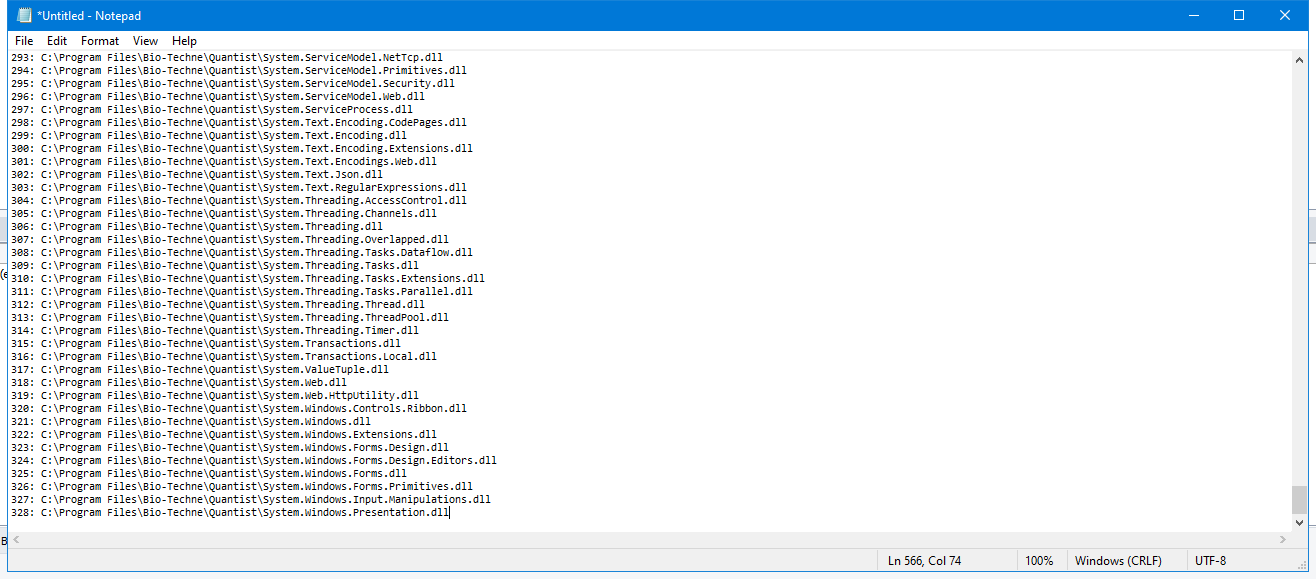 *Untitled - Notepad
File Edit Format View Help
293: C:\Program Files\Bio-Techne\Quantist\System.ServiceModel.NetTcp.dll
294: C:\Program Files\Bio-Techne\Quantist\System.ServiceModel.Primitives.dll
295: C:\Program Files\Bio-Techne\Quantist\System.ServiceModel.Security.dll
296: C:\Program Files\Bio-Techne\Quantist\System.ServiceModel.Web.dll
297: C:\Program Files\Bio-Techne\Quantist\System.ServiceProcess.dll
298: C:\Program Files\Bio-Techne\Quantist\System.Text.Encoding.CodePages.dll
299: C:\Program Files\Bio-Techne\Quantist\System.Text.Encoding.dll
300: C:\Program Files\Bio-Techne\Quantist\System.Text.Encoding.Extensions.dll
301: C:\Program Files\Bio-Techne\Quantist\System.Text.Encodings.Web.dll
302: C:\Program Files\Bio-Techne\Quantist\System.Text.Json.dll
303: C:\Program Files\Bio-Techne\Quantist\System.Text.RegularExpressions.dll
304: C:\Program Files\Bio-Techne\Quantist\System.Threading.AccessControl.dll
305: C:\Program Files\Bio-Techne\Quantist\System.Threading.Channels.dll
306: C:\Program Files\Bio-Techne\Quantist\System.Threading.dll
307: C:\Program Files\Bio-Techne\Quantist\System.Threading.Overlapped.dll
308: C:\Program Files\Bio-Techne\Quantist\System.Threading.Tasks.Dataflow.dll
309: C:\Program Files\Bio-Techne\Quantist\System.Threading.Tasks.dll
310: C:\Program Files\Bio-Techne\Quantist\System.Threading.Tasks.Extensions.dll
311: C:\Program Files\Bio-Techne\Quantist\System.Threading.Tasks.Parallel.dll
312: C:\Program Files\Bio-Techne\Quantist\System.Threading.Thread.dll
313: C:\Program Files\Bio-Techne\Quantist\System.Threading.ThreadPool.dll
314: C:\Program Files\Bio-Techne\Quantist\System.Threading.Timer.dll
315: C:\Program Files\Bio-Techne\Quantist\System.Transactions.dll
316: C:\Program Files\Bio-Techne\Quantist\System.Transactions.Local.dll
317: C:\Program Files\Bio-Techne\Quantist\System.ValueTuple.dll
318: C:\Program Files\Bio-Techne\Quantist\System.Web.dll
319: C:\Program Files\Bio-Techne\Quantist\System.Web.HttpUtility.dll
320: C:\Program Files\Bio-Techne\Quantist\System.Windows.Controls.Ribbon.dll
321: C:\Program Files\Bio-Techne\Quantist\System.Windows.dll
322: C:\Program Files\Bio-Techne\Quantist\System.Windows.Extensions.dll
323: C:\Program Files\Bio-Techne\Quantist\System.Windows.Forms.Design.dll
324: C:\Program Files\Bio-Techne\Quantist\System.Windows.Forms.Design.Editors.dll
325: C:\Program Files\Bio-Techne\Quantist\System.Windows.Forms.dll
326: C:\Program Files\Bio-Techne\Quantist\System.Windows.Forms.Primitives.dll
327: C:\Program Files\Bio-Techne\Quantist\System.Windows.Input.Manipulations.dll
328: C:\Program Files\Bio-Techne\Quantist\System.Windows.Presentation.dll
Ln 566, Col 74 100% Windows (CRLF) UTF-8